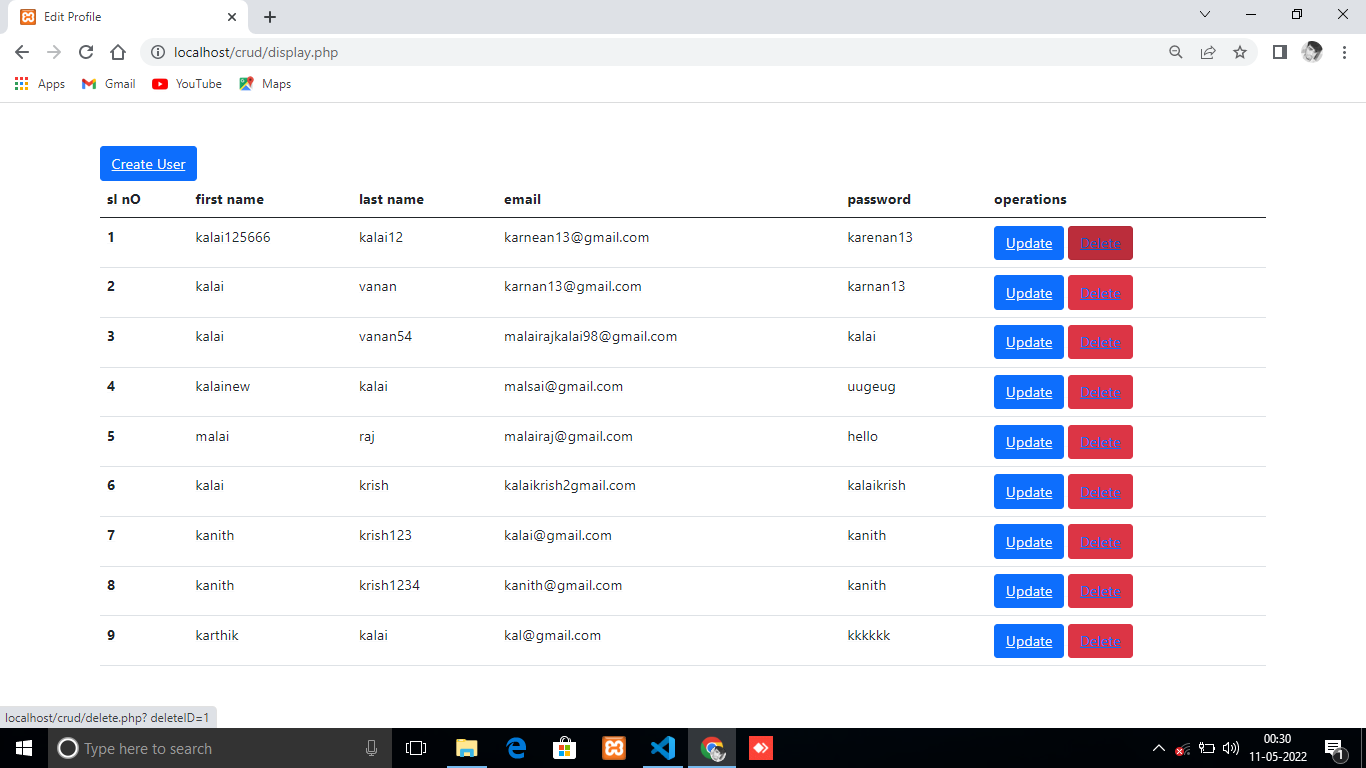 Edit Profile
localhost/crud/display.php
Apps Gmail YouTube Maps
Create User
sl nO first name last name email password operations
1 kalai125666 kalai12 karnean13@gmail.com karenan13 Update Delete
2 kalai vanan karnan13@gmail.com karnan13 Update Delete
3 kalai vanan54 malairajkalai98@gmail.com kalai Update Delete
4 kalainew kalai malsai@gmail.com uugeug Update Delete
5 malai raj malairaj@gmail.com hello Update Delete
6 kalai krish kalaikrish2gmail.com kalaikrish Update Delete
7 kanith krish123 kalai@gmail.com kanith Update Delete
8 kanith krish1234 kanith@gmail.com kanith Update Delete
9 karthik kalai kal@gmail.com kkkkkk Update Delete
localhost/crud/delete.php? deleteID=1
Type here to search
00:30
11-05-2022
1